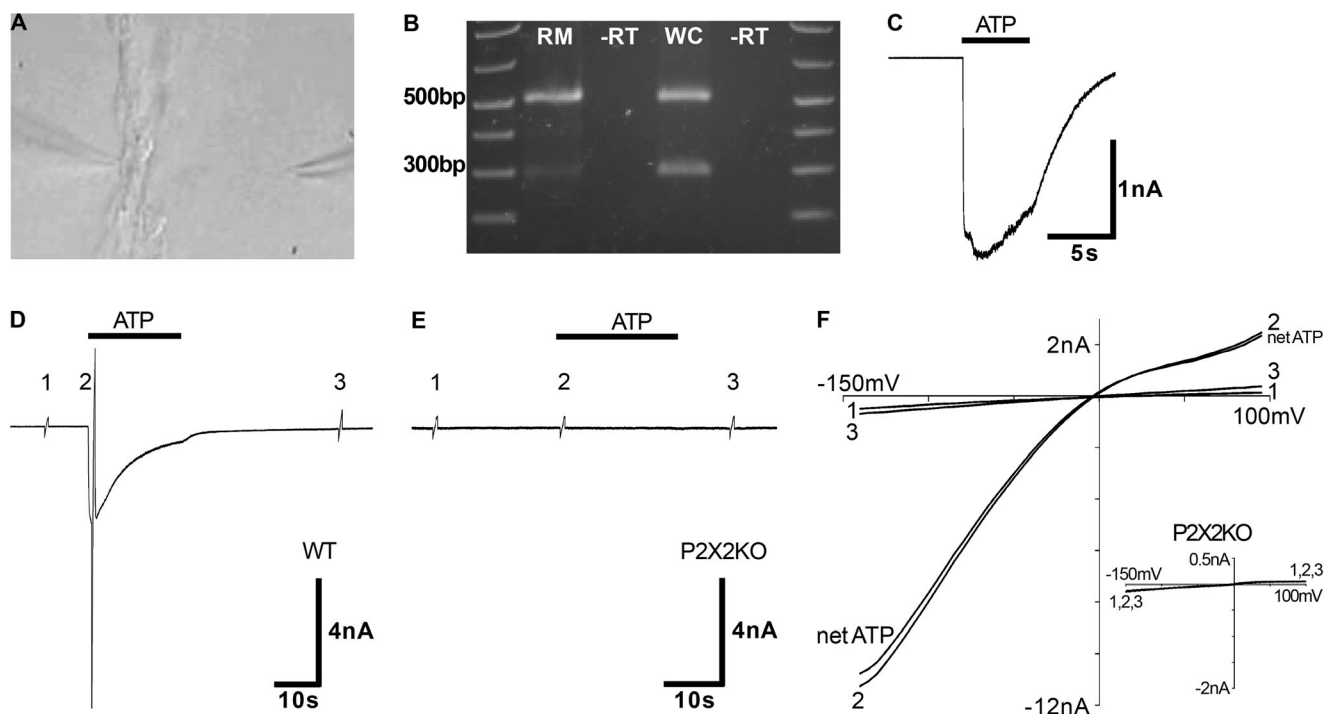 A
B
RM -RT WC -RT
500bp
300bp
C
ATP
1nA
5s
D
ATP
1 2 3
WT
4nA
10s
E
ATP
1 2 3
P2X2KO
4nA
10s
F
2nA
2
net ATP
-150mV
3
1
1
3
100mV
P2X2KO
0.5nA
-150mV
1,2,3
1,2,3
100mV
-2nA
net ATP
2
-12nA